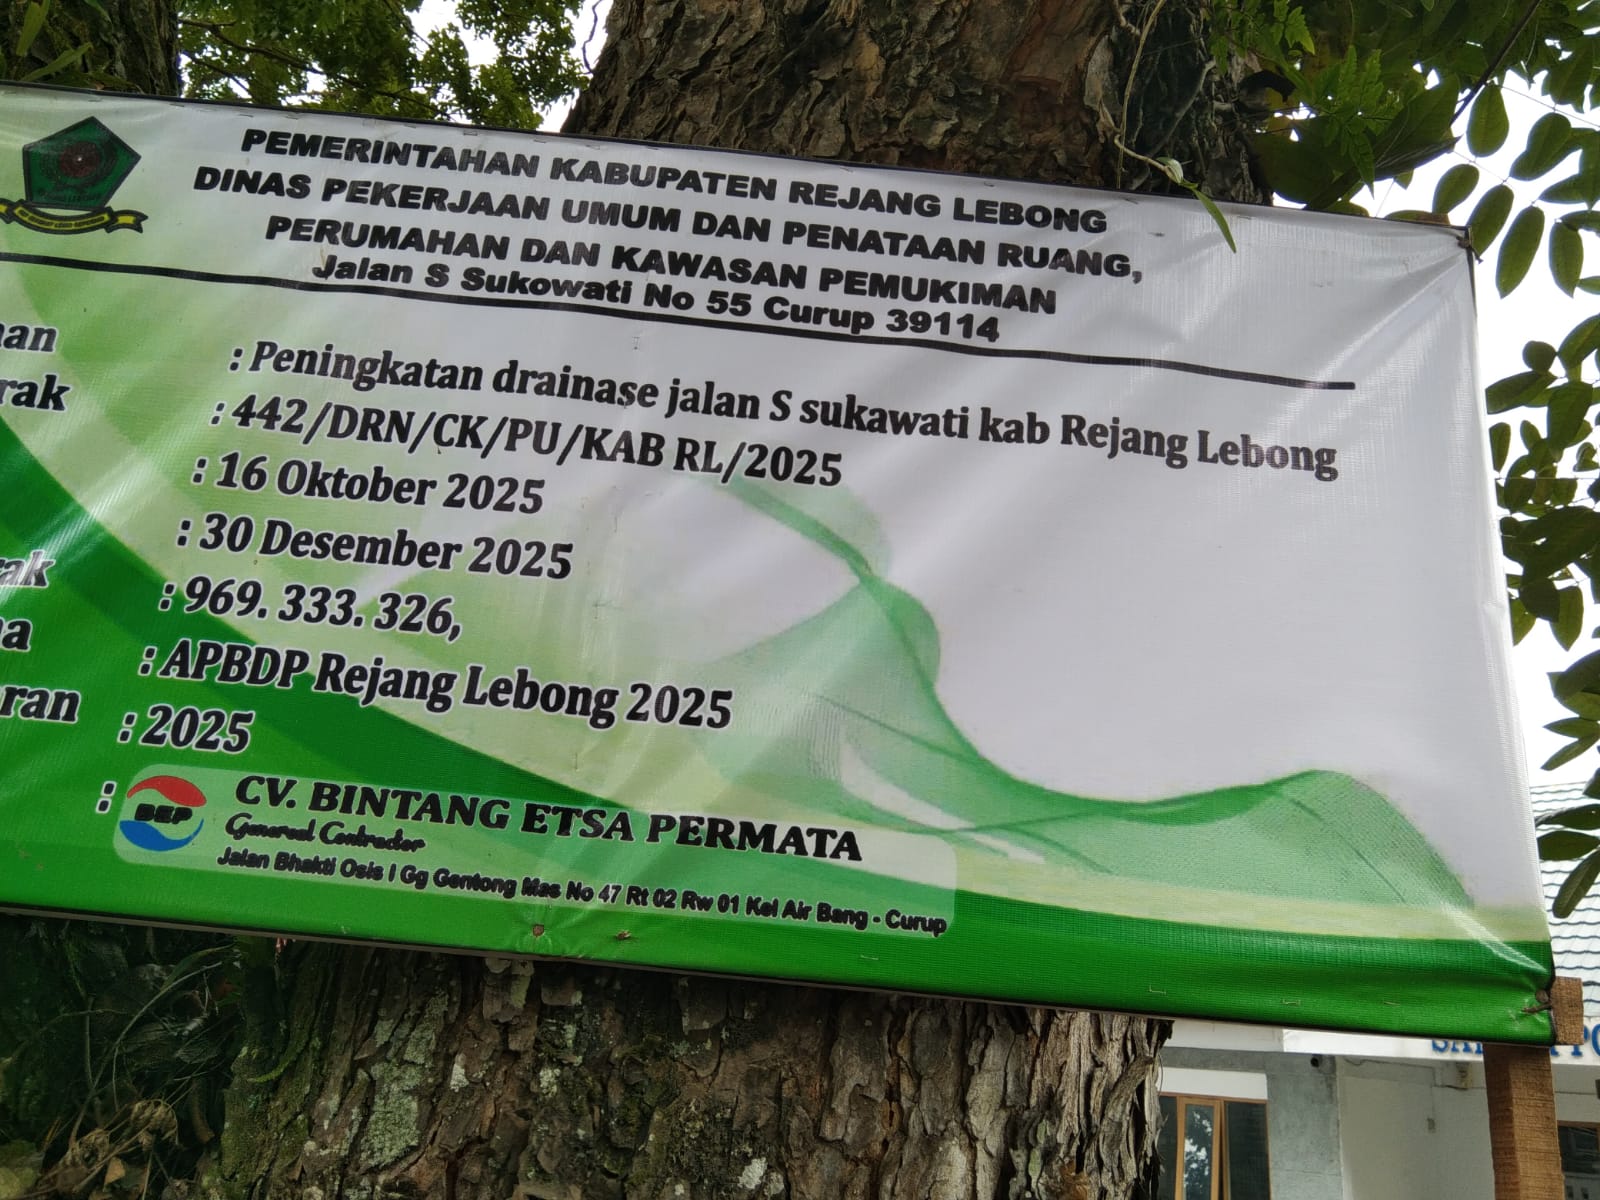 PEMERINTAHAN KABUPATEN REJANG LEBONG
DINAS PEKERJAAN UMUM DAN PENATAAN RUANG,
PERUMAHAN DAN KAWASAN PEMUKIMAN
Jalan S Sukowati No 55 Curup 39114
: Peningkatan drainase jalan S sukawati kab Rejang Lebong
rak : 442/DRN/CK/PU/KAB RL/2025
: 16 Oktober 2025
: 30 Desember 2025
: 969. 333. 326,
: APBDP Rejang Lebong 2025
ran : 2025
:
BEP
CV. BINTANG ETSA PERMATA
General Contractor
Jalan Bhakti Osis I Gg Gentong Mas No 47 Rt 02 Rw 01 Kel Air Bang - Curup